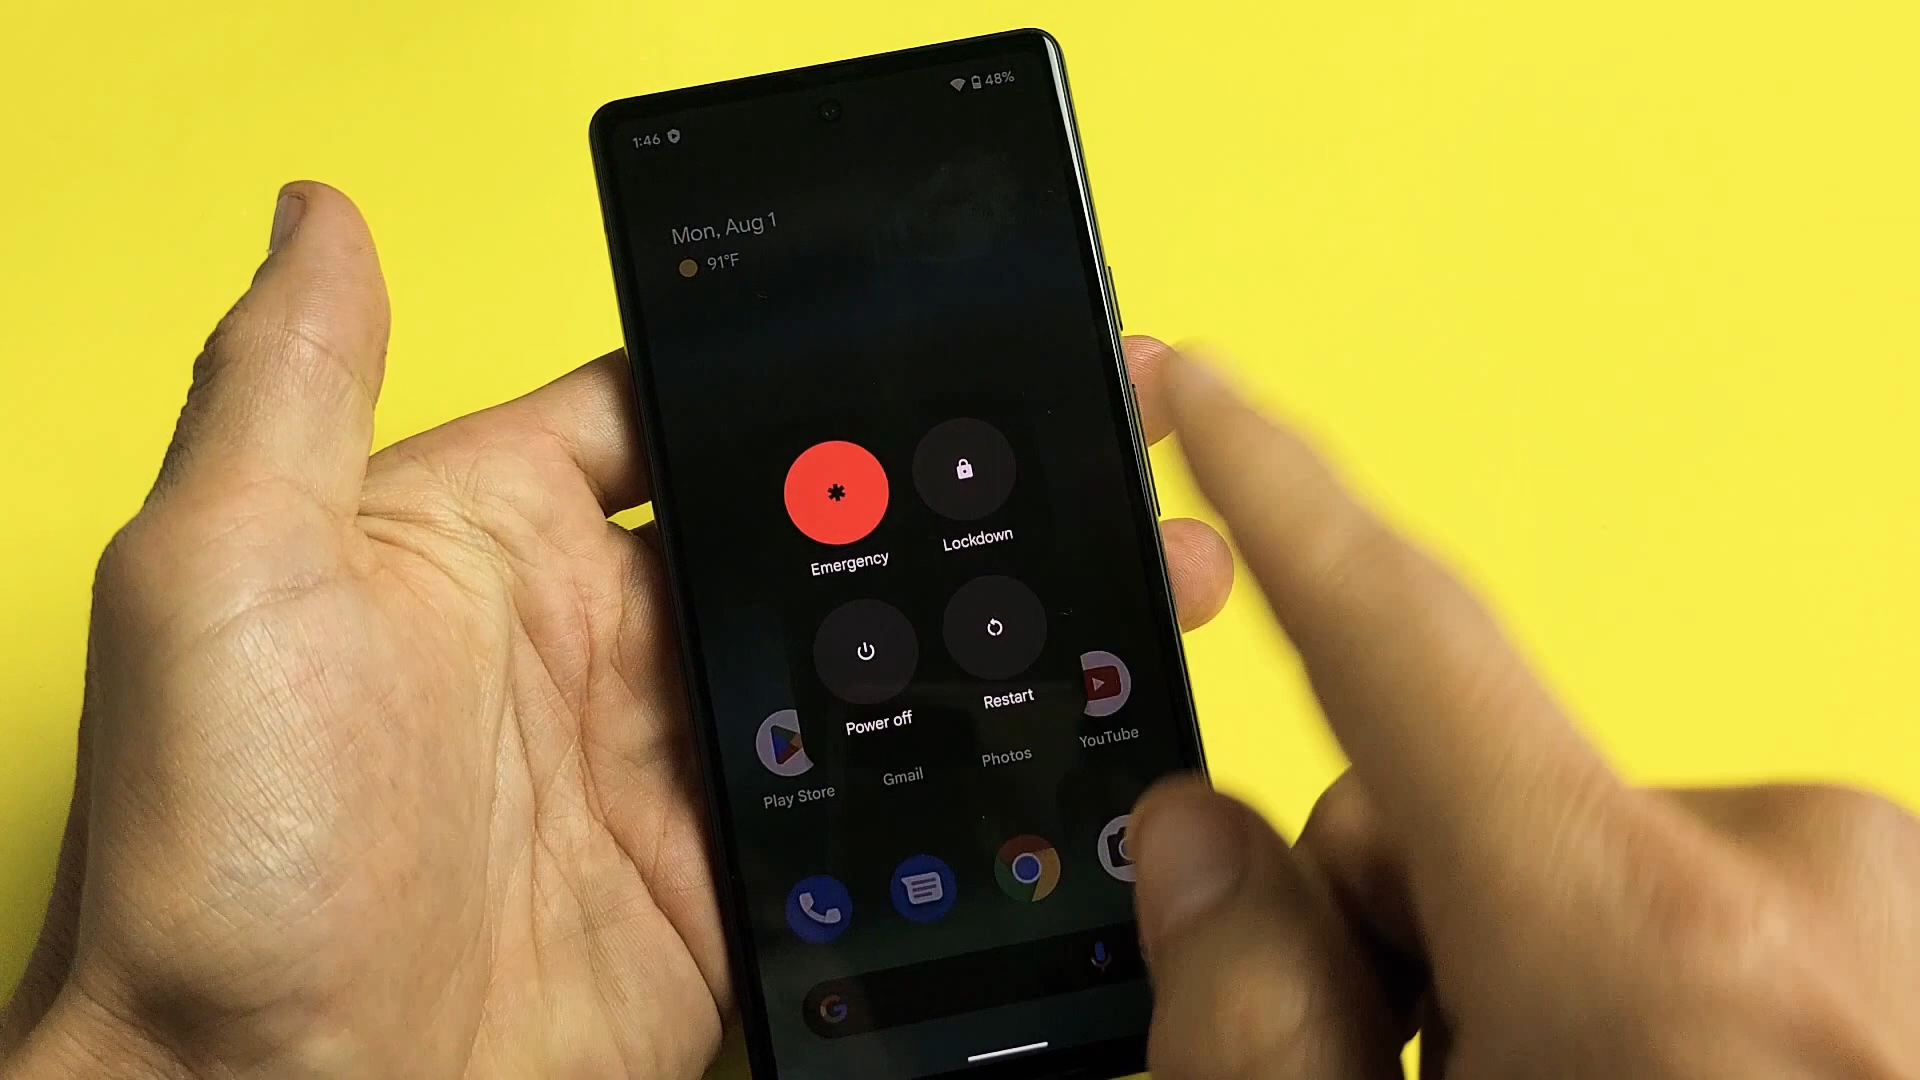 1:46 48%
Mon, Aug 1
91°F
Emergency Lockdown
Power off Restart
Play Store Gmail Photos YouTube
G